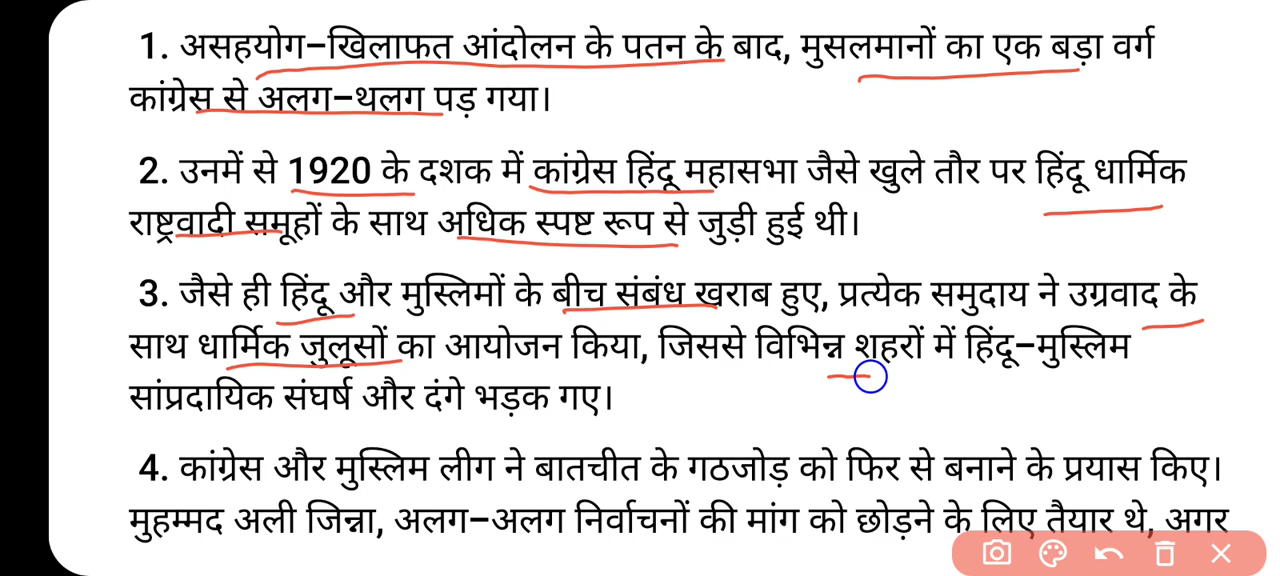 1. असहयोग-खिलाफत आंदोलन के पतन के बाद, मुसलमानों का एक बड़ा वर्ग
कांग्रेस से अलग-थलग पड़ गया।
2. उनमें से 1920 के दशक में कांग्रेस हिंदू महासभा जैसे खुले तौर पर हिंदू धार्मिक
राष्ट्रवादी समूहों के साथ अधिक स्पष्ट रूप से जुड़ी हुई थी।
3. जैसे ही हिंदू और मुस्लिमों के बीच संबंध खराब हुए, प्रत्येक समुदाय ने उग्रवाद के
साथ धार्मिक जुलूसों का आयोजन किया, जिससे विभिन्न शहरों में हिंदू-मुस्लिम
सांप्रदायिक संघर्ष और दंगे भड़क गए।
4. कांग्रेस और मुस्लिम लीग ने बातचीत के गठजोड़ को फिर से बनाने के प्रयास किए।
मुहम्मद अली जिन्ना, अलग-अलग निर्वाचनों की मांग को छोड़ने के लिए तैयार थे, अगर